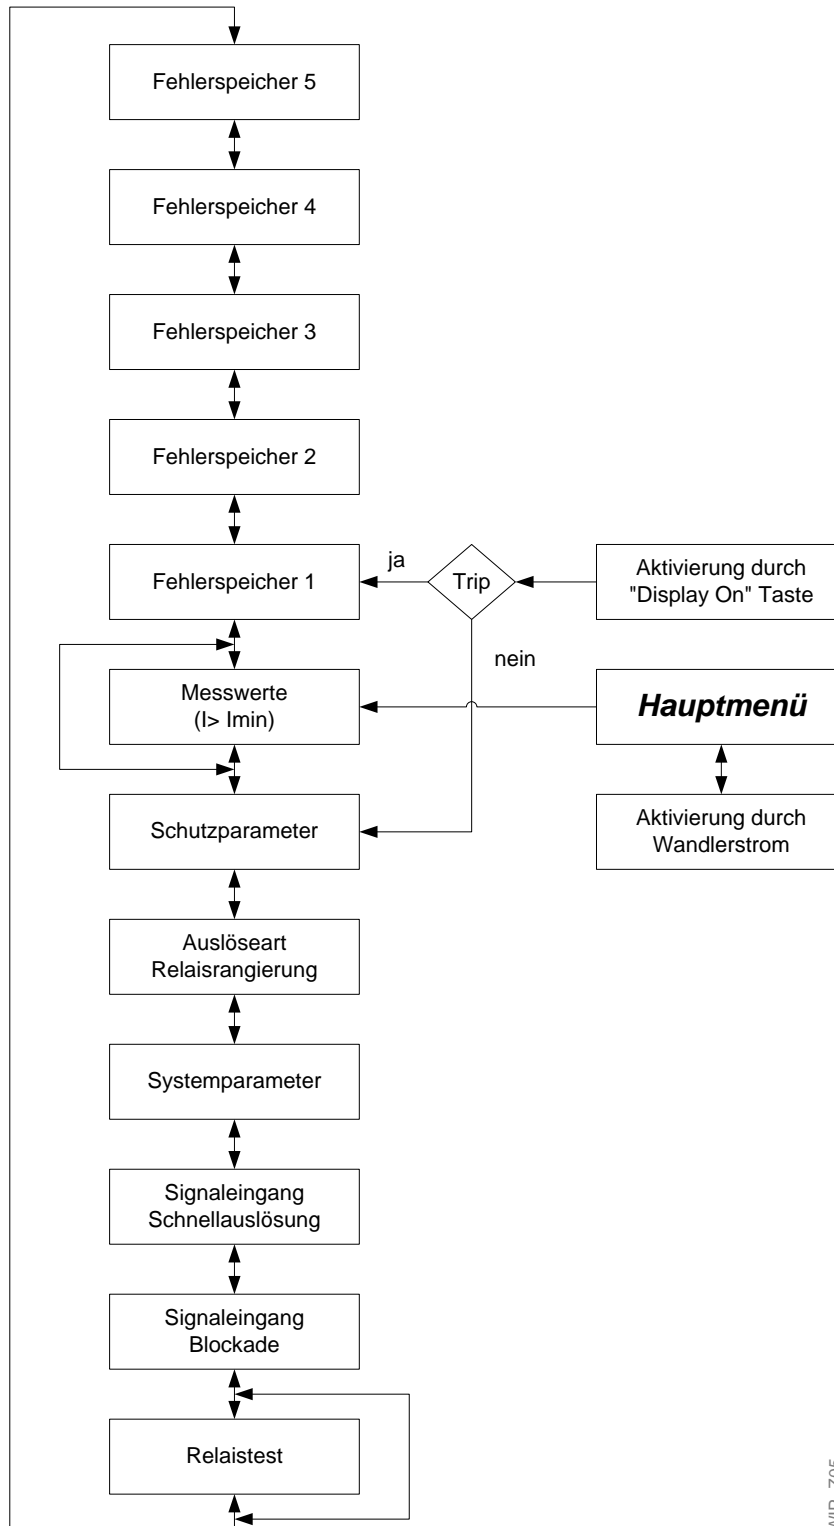 Fehlerspeicher 5
Fehlerspeicher 4
Fehlerspeicher 3
Fehlerspeicher 2
Fehlerspeicher 1
ja
Trip
Aktivierung durch
"Display On" Taste
nein
Messwerte
(I> Imin)
Hauptmenü
Schutzparameter
Aktivierung durch
Wandlerstrom
Auslöseart
Relaisrangierung
Systemparameter
Signaleingang
Schnellauslösung
Signaleingang
Blockade
Relaistest